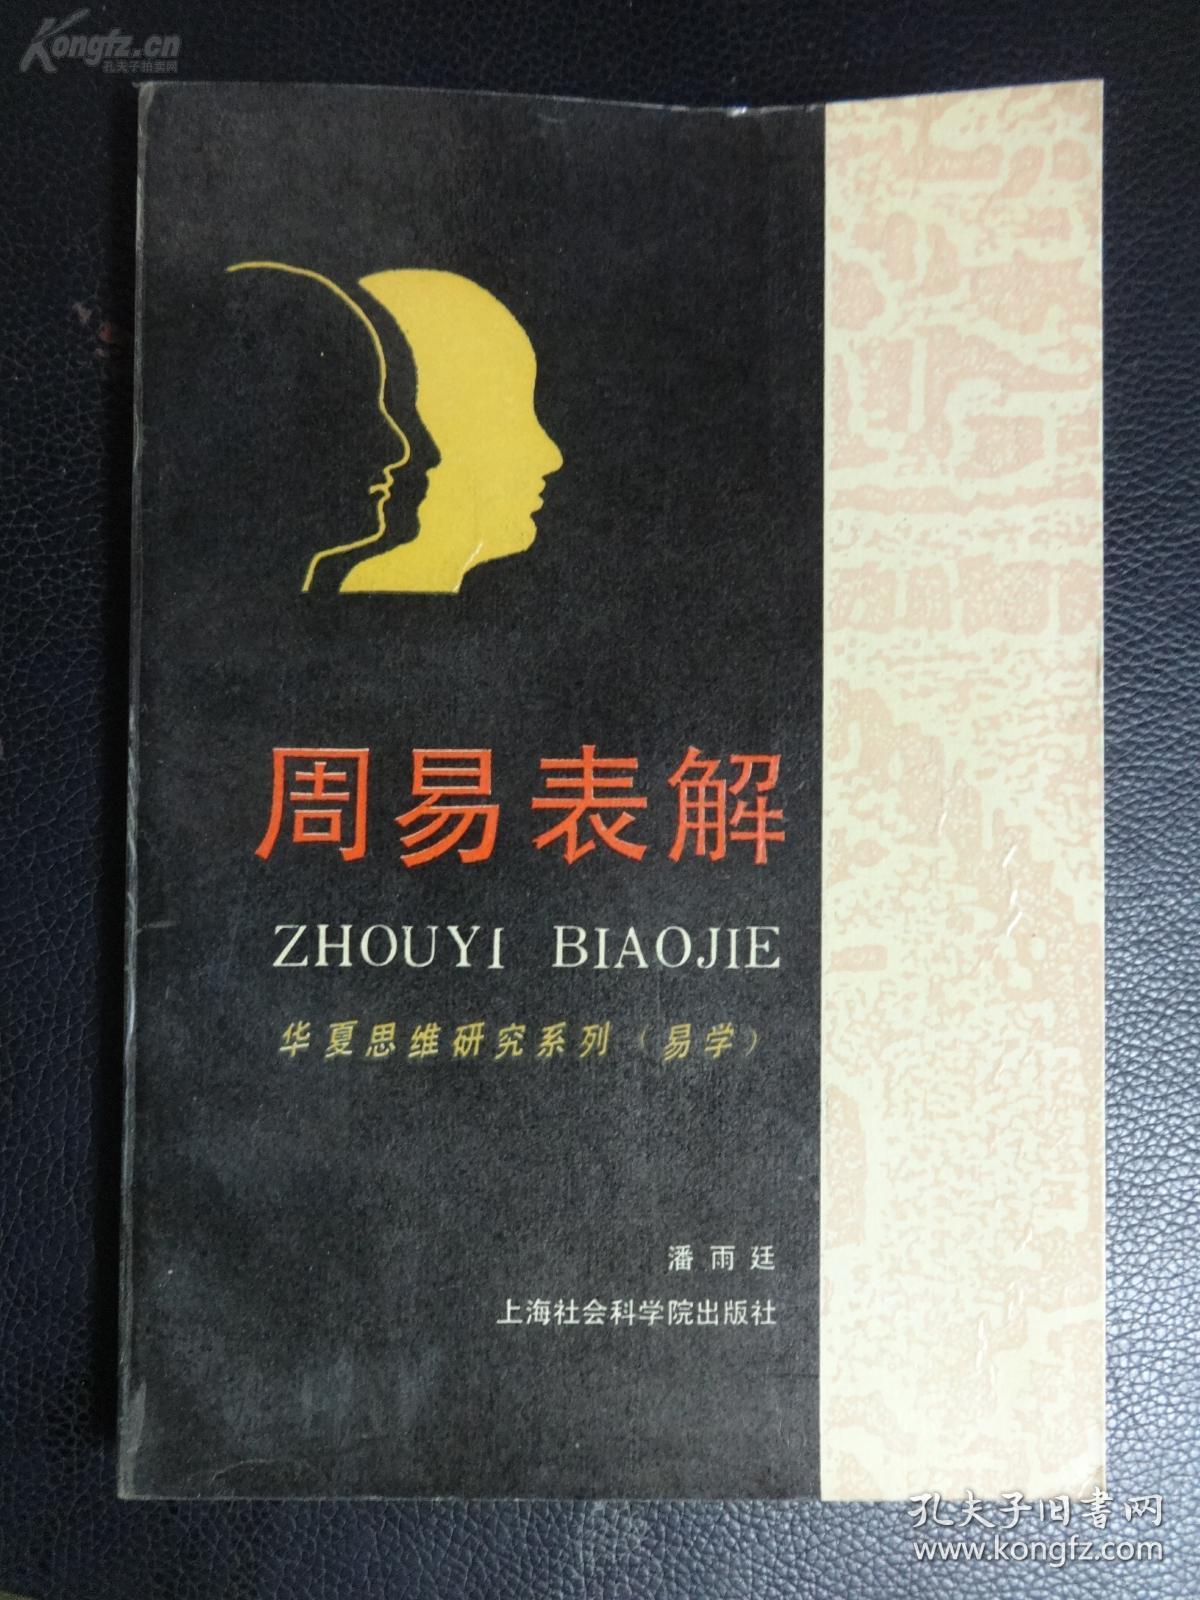 Kongfz.cn
孔夫子拍卖网
周易表解
ZHOUYI BIAOJIE
华夏思维研究系列（易学）
潘雨廷
上海社会科学院出版社
孔夫子旧书网
www.kongfz.com